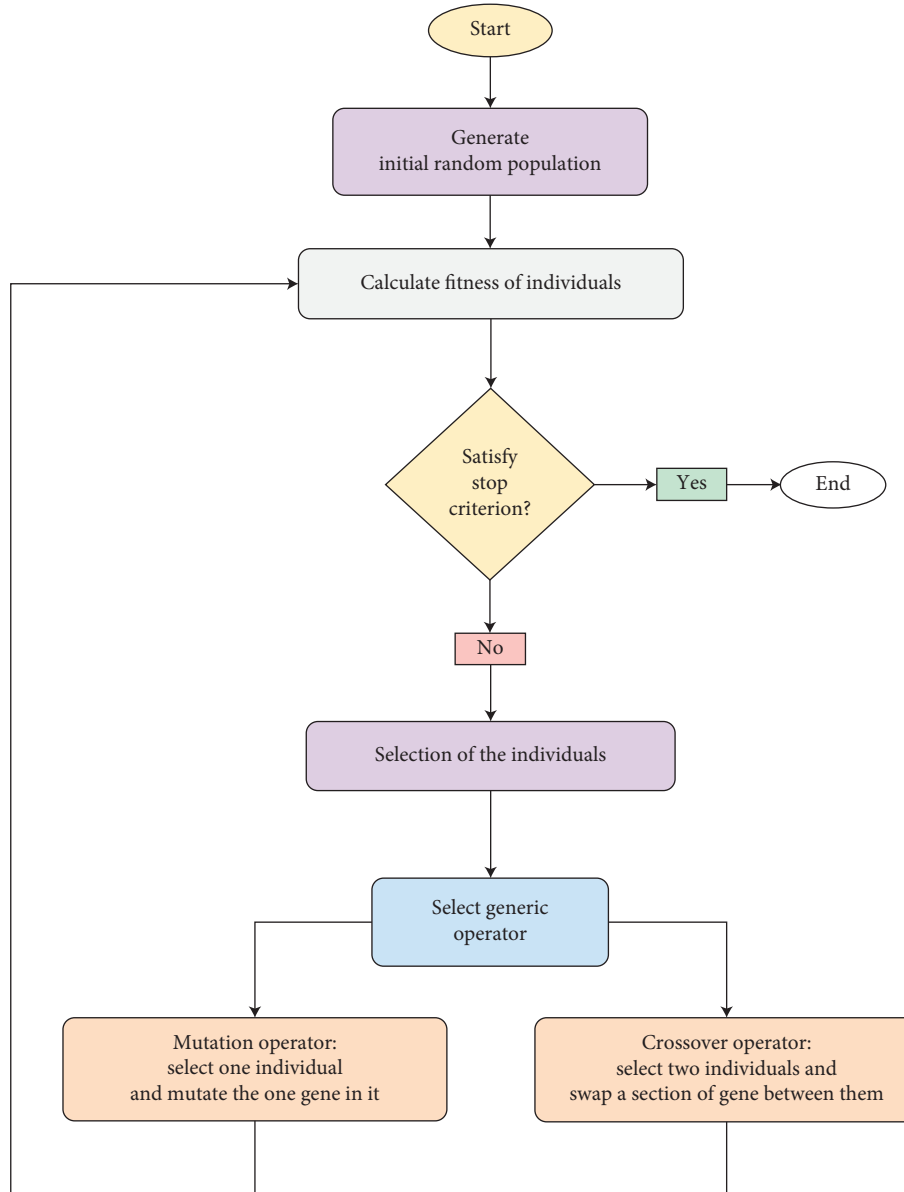 Start
Generate
initial random population
Calculate fitness of individuals
Satisfy
stop
criterion?
Yes
End
No
Selection of the individuals
Select generic
operator
Mutation operator:
select one individual
and mutate the one gene in it
Crossover operator:
select two individuals and
swap a section of gene between them